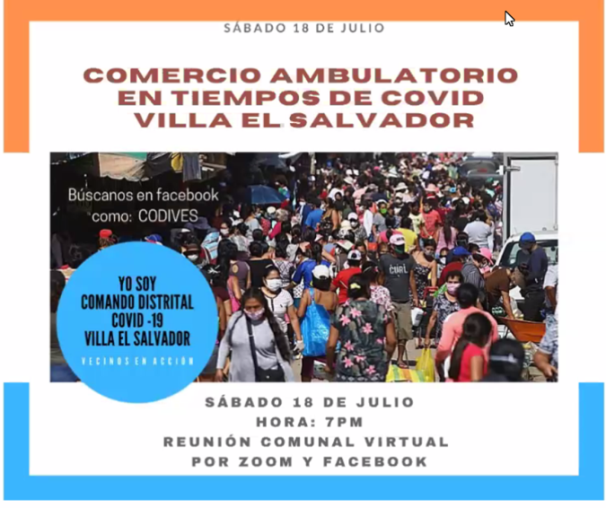 SÁBADO 18 DE JULIO
COMERCIO AMBULATORIO
EN TIEMPOS DE COVID
VILLA EL SALVADOR
Búscanos en facebook
como: CODIVES
YO SOY
COMANDO DISTRITAL
COVID -19
VILLA EL SALVADOR
VECINOS EN ACCIÓN
SÁBADO 18 DE JULIO
HORA: 7PM
REUNIÓN COMUNAL VIRTUAL
POR ZOOM Y FACEBOOK